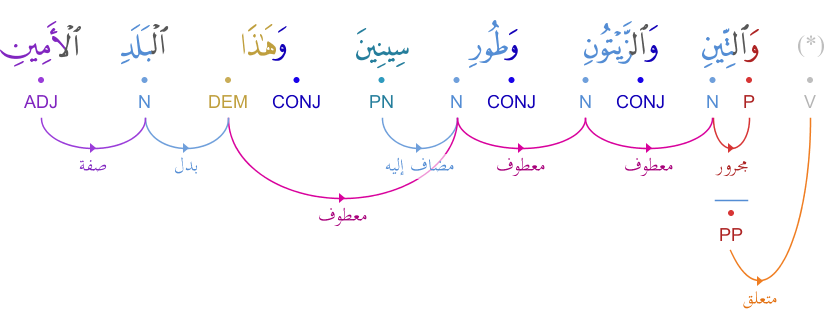 (*) وَٱلتِّينِ وَٱلزَّيْتُونِ وَطُورِ سِينِينَ وَهَٰذَا ٱلْبَلَدِ ٱلْأَمِينِ
V P N CONJ N CONJ N PN CONJ DEM N ADJ
مجرور معطوف معطوف مضاف إليه بدل صفة
معطوف
PP
متعلق